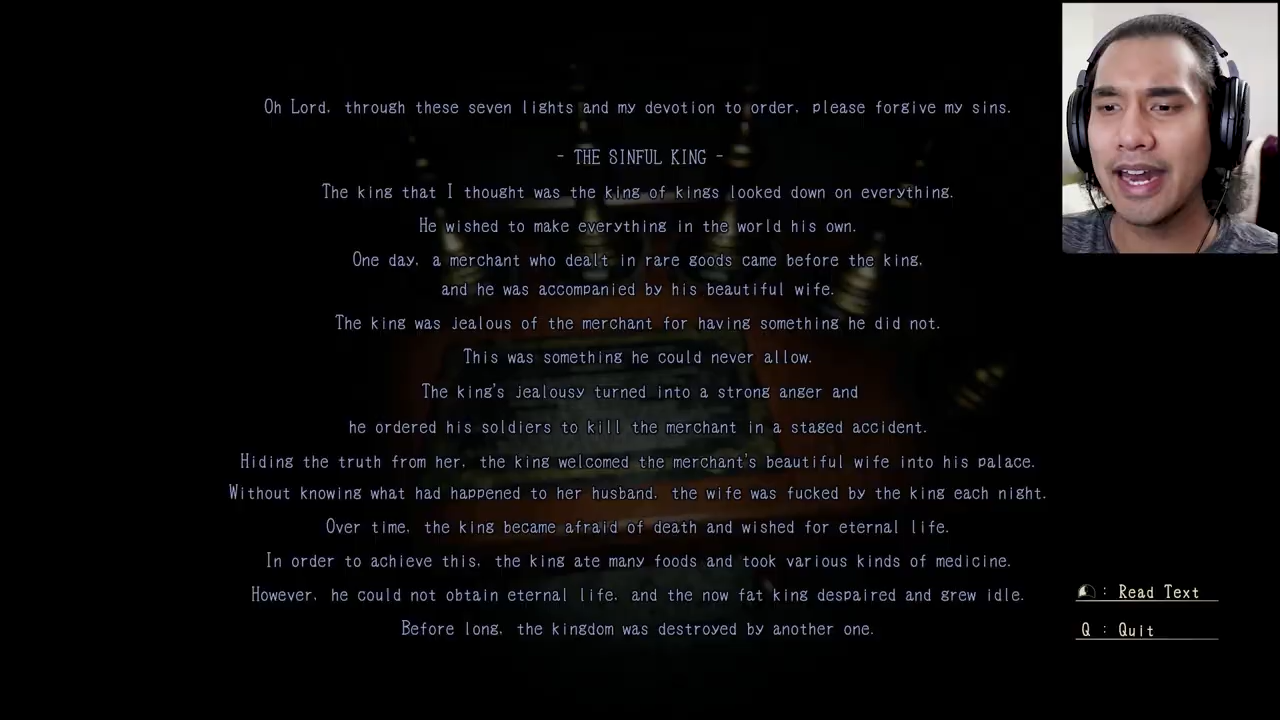 Oh Lord, through these seven lights and my devotion to order, please forgive my sins.
- THE SINFUL KING -
The king that I thought was the king of kings looked down on everything.
He wished to make everything in the world his own.
One day, a merchant who dealt in rare goods came before the king,
and he was accompanied by his beautiful wife.
The king was jealous of the merchant for having something he did not.
This was something he could never allow.
The king's jealousy turned into a strong anger and
he ordered his soldiers to kill the merchant in a staged accident.
Hiding the truth from her, the king welcomed the merchant's beautiful wife into his palace.
Without knowing what had happened to her husband, the wife was fucked by the king each night.
Over time, the king became afraid of death and wished for eternal life.
In order to achieve this, the king ate many foods and took various kinds of medicine.
However, he could not obtain eternal life, and the now fat king despaired and grew idle.
Before long, the kingdom was destroyed by another one.
: Read Text
Q : Quit